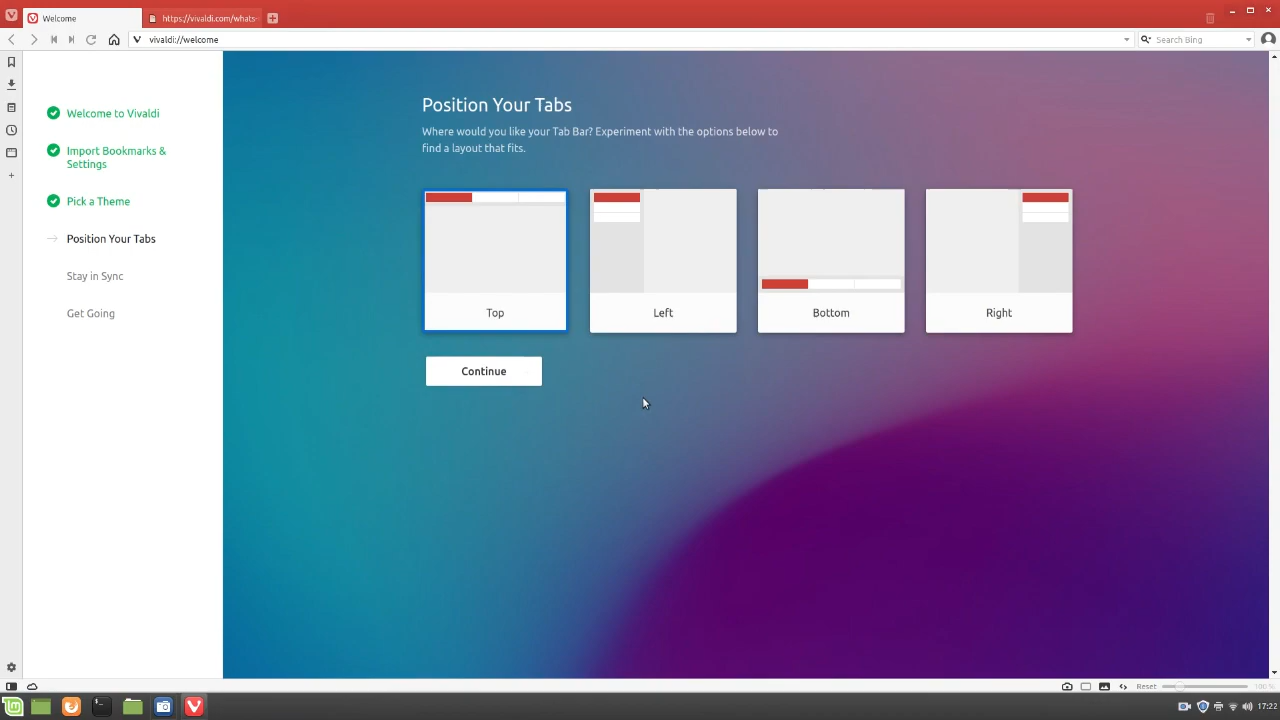 Welcome
https://vivaldi.com/whats-
vivaldi://welcome
Search Bing
Welcome to Vivaldi
Import Bookmarks &
Settings
Pick a Theme
Position Your Tabs
Stay in Sync
Get Going
Position Your Tabs
Where would you like your Tab Bar? Experiment with the options below to
find a layout that fits.
Top
Left
Bottom
Right
Continue
Reset
100 %
17:22